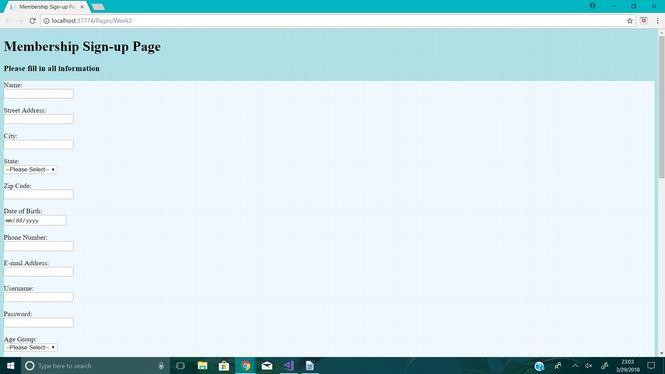 Membership Sign-up Pa
localhost:57774/Pages/Week2
Membership Sign-up Page
Please fill in all information
Name:
Street Address:
City:
State:
--Please Select--
Zip Code:
Date of Birth:
mm/dd/yyyy
Phone Number:
E-mail Address:
Username:
Password:
Age Group:
--Please Select--
Type here to search
23:03
3/29/2018